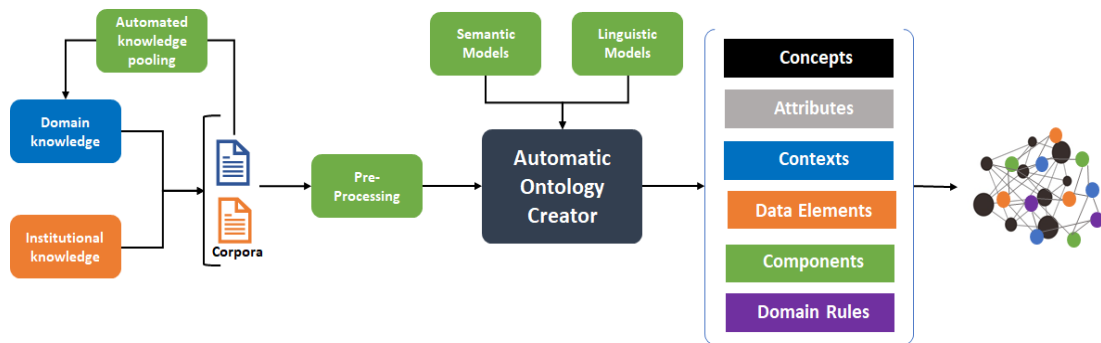 Automated
knowledge
pooling
Domain
knowledge
Institutional
knowledge
Corpora
Pre-
Processing
Semantic
Models
Linguistic
Models
Automatic
Ontology
Creator
Concepts
Attributes
Contexts
Data Elements
Components
Domain Rules